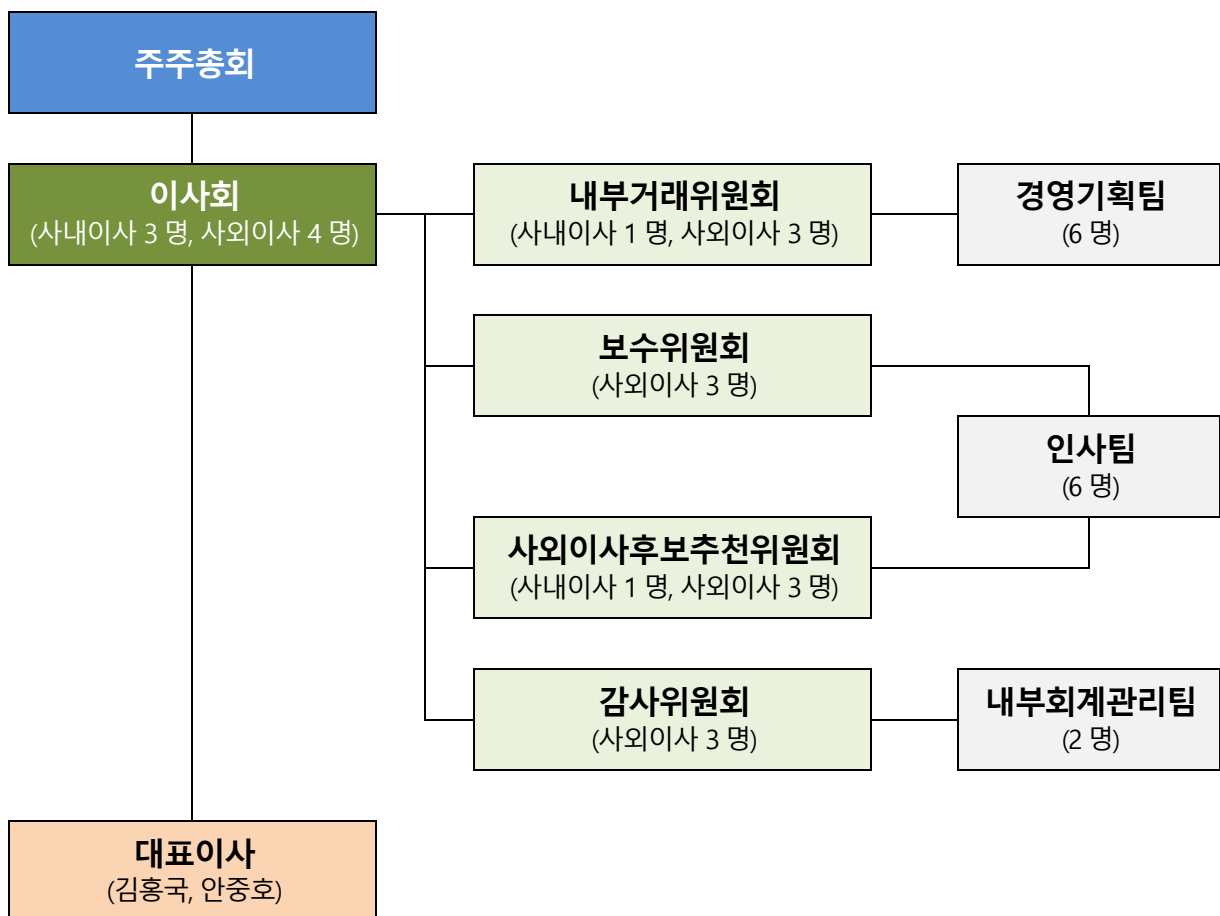 주주총회
이사회
(사내이사 3 명, 사외이사 4 명)
내부거래위원회
(사내이사 1 명, 사외이사 3 명)
경영기획팀
(6 명)
보수위원회
(사외이사 3 명)
인사팀
(6 명)
사외이사후보추천위원회
(사내이사 1 명, 사외이사 3 명)
감사위원회
(사외이사 3 명)
내부회계관리팀
(2 명)
대표이사
(김홍국, 안중호)